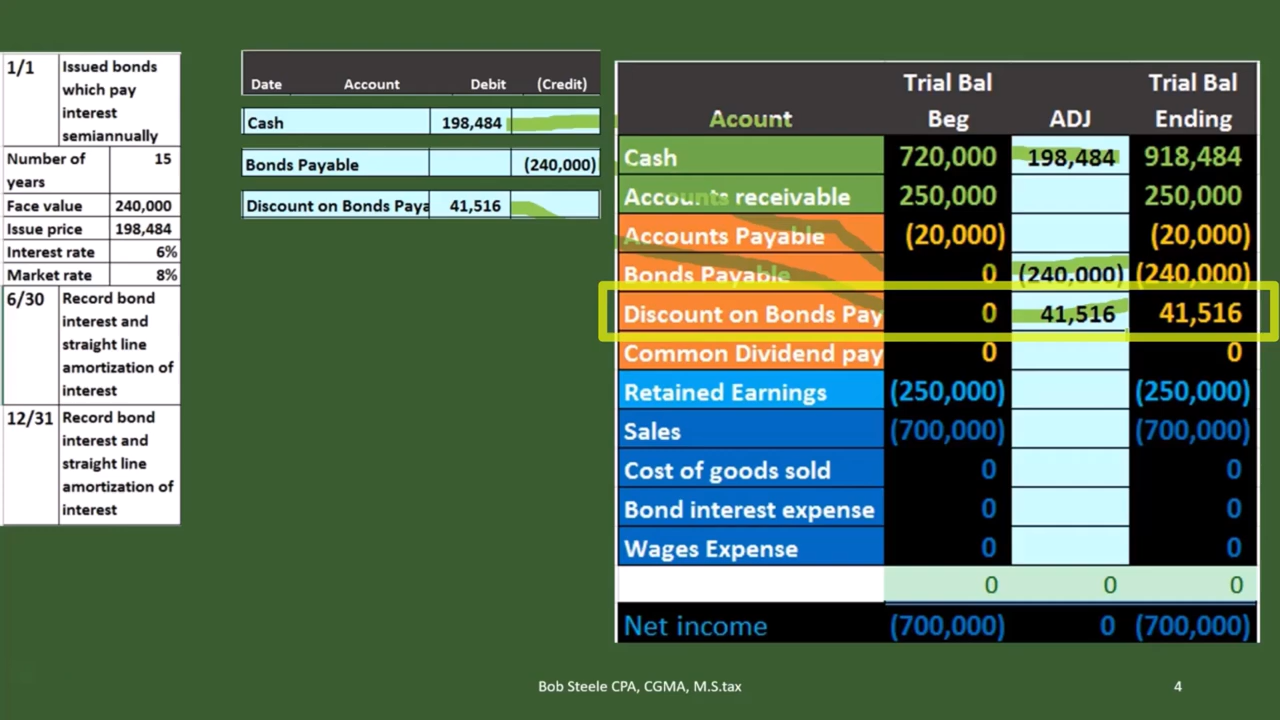 1/1 Issued bonds
which pay
interest
semiannually
Number of 15
years
Face value 240,000
Issue price 198,484
Interest rate 6%
Market rate 8%
6/30 Record bond
interest and
straight line
amortization of
interest
12/31 Record bond
interest and
straight line
amortization of
interest
Date Account Debit (Credit)
Cash 198,484
Bonds Payable (240,000)
Discount on Bonds Paya 41,516
Trial Bal Trial Bal
Acount Beg ADJ Ending
Cash 720,000 198,484 918,484
Accounts receivable 250,000 250,000
Accounts Payable (20,000) (20,000)
Bonds Payable 0 (240,000) (240,000)
Discount on Bonds Pay 0 41,516 41,516
Common Dividend pay 0 0
Retained Earnings (250,000) (250,000)
Sales (700,000) (700,000)
Cost of goods sold 0 0
Bond interest expense 0 0
Wages Expense 0 0
0 0 0
Net income (700,000) 0 (700,000)
Bob Steele CPA, CGMA, M.S.tax 4